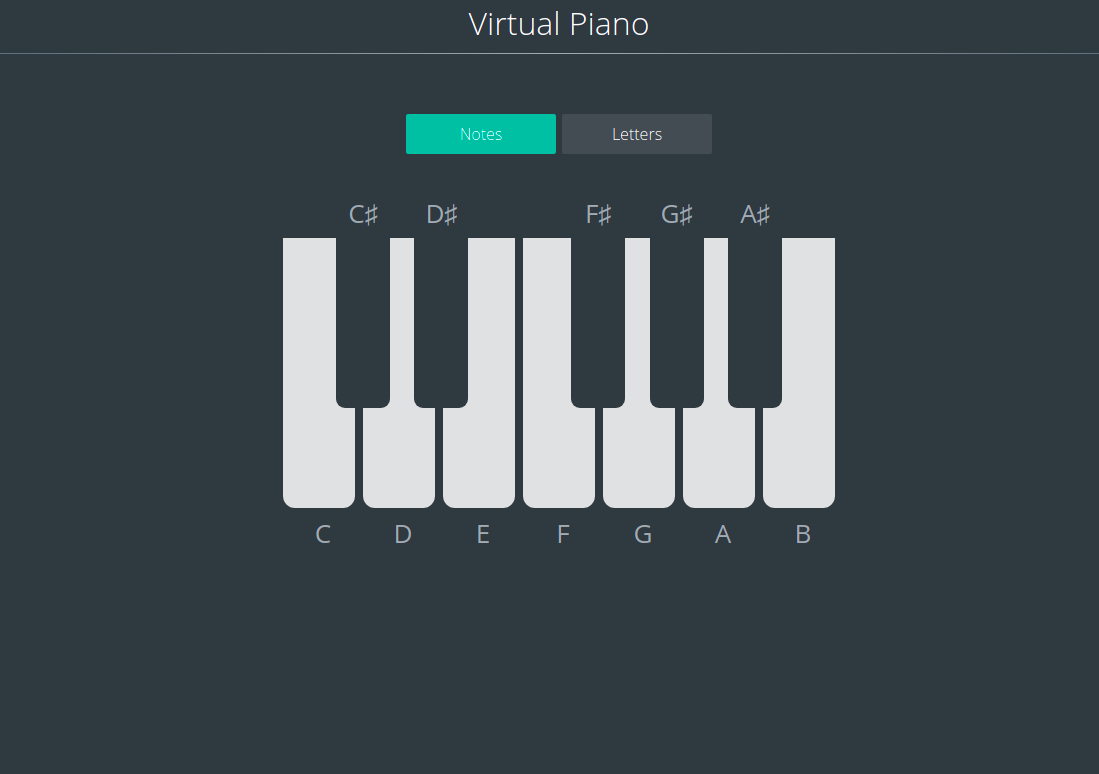 Virtual Piano
Notes Letters
C♯ D♯ F♯ G♯ A♯
C D E F G A B